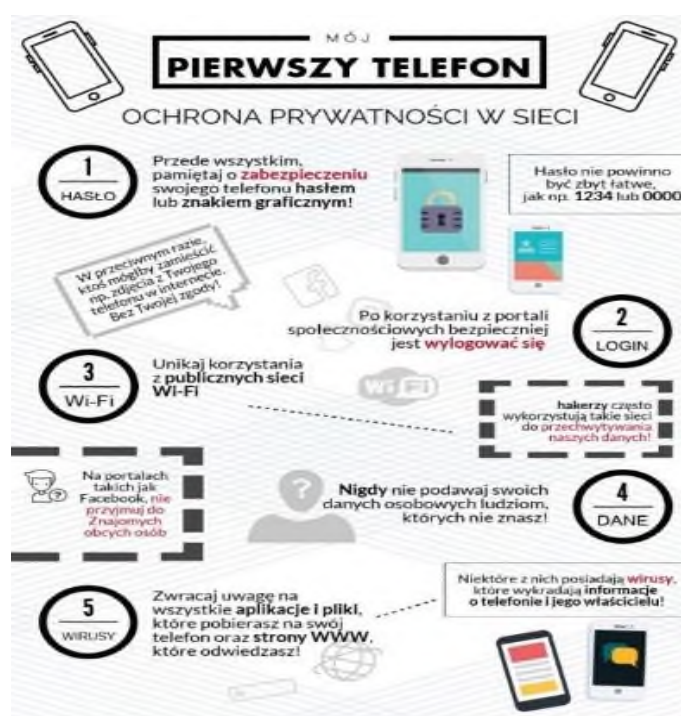 MÓJ
PIERWSZY TELEFON
OCHRONA PRYWATNOŚCI W SIECI
1
HASŁO
Przede wszystkim,
pamiętaj o zabezpieczeniu
swojego telefonu hasłem
lub znakiem graficznym!
Hasło nie powinno
być zbyt łatwe,
jak np. 1234 lub 0000
W przeciwnym razie,
ktoś mógłby zamieścić
np. zdjęcia z Twojego
telefonu w internecie.
Bez Twojej zgody!
Po korzystaniu z portali
społecznościowych bezpieczniej
jest wylogować się
2
LOGIN
3
Wi-Fi
Unikaj korzystania
z publicznych sieci
Wi-Fi
Wi Fi
hakerzy często
wykorzystują takie sieci
do przechwytywania
naszych danych!
Na portalach
takich jak
Facebook, nie
przyjmuj do
Znajomych
obcych osób
Nigdy nie podawaj swoich
danych osobowych ludziom,
których nie znasz!
4
DANE
5
WIRUSY
Zwracaj uwagę na
wszystkie aplikacje i pliki,
które pobierasz na swój
telefon oraz strony WWW,
które odwiedzasz!
Niektóre z nich posiadają wirusy,
które wykradają informacje
o telefonie i jego właścicielu!